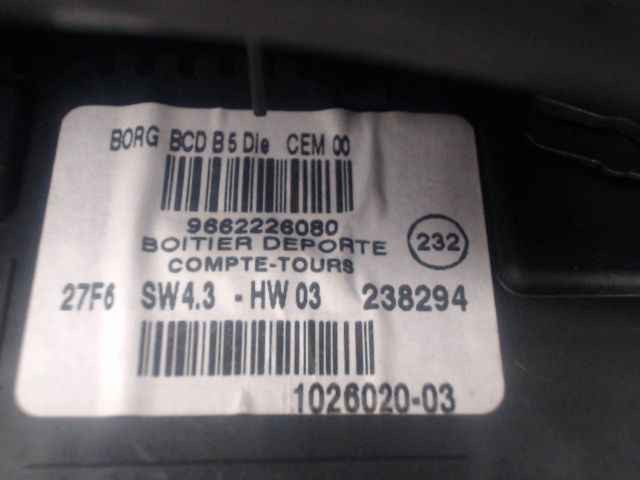 BORG BCD B5 Die CEM 00
9662226080
BOITIER DEPORTE
COMPTE-TOURS
232
27F6 SW4.3 - HW 03 238294
1026020-03